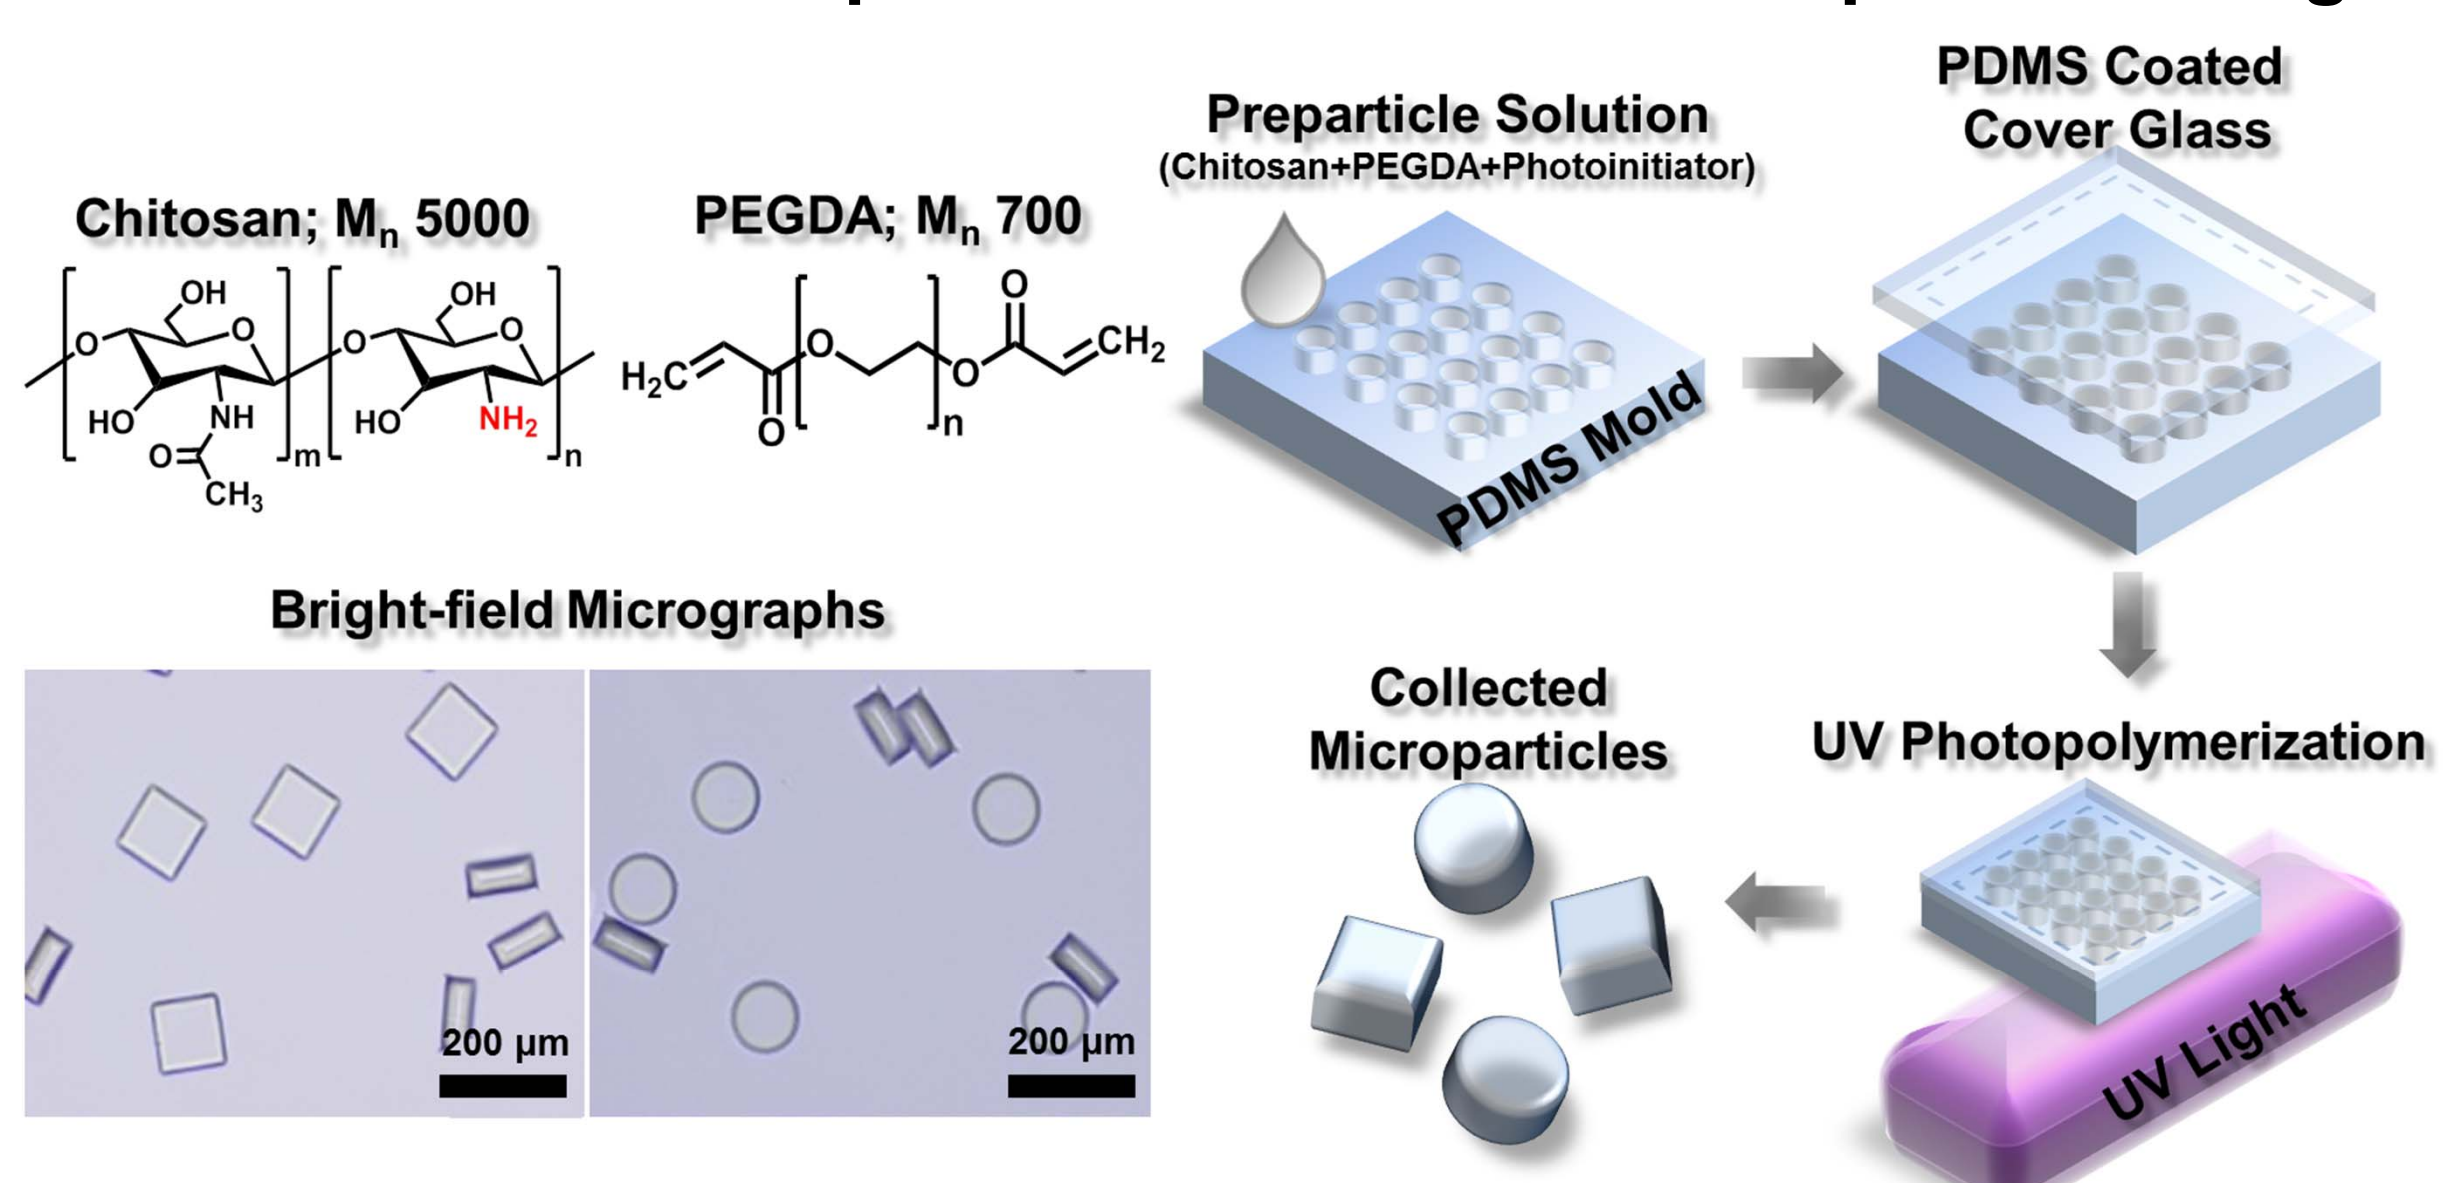 Chitosan; Mn 5000
OH
O
O
HO
NH
O
CH3
m
OH
O
O
HO
NH2
n
PEGDA; Mn 700
H2C
O
O
n
O
O
CH2
Preparticle Solution
(Chitosan+PEGDA+Photoinitiator)
PDMS Mold
PDMS Coated
Cover Glass
UV Photopolymerization
UV Light
Collected
Microparticles
Bright-field Micrographs
200 µm
200 µm